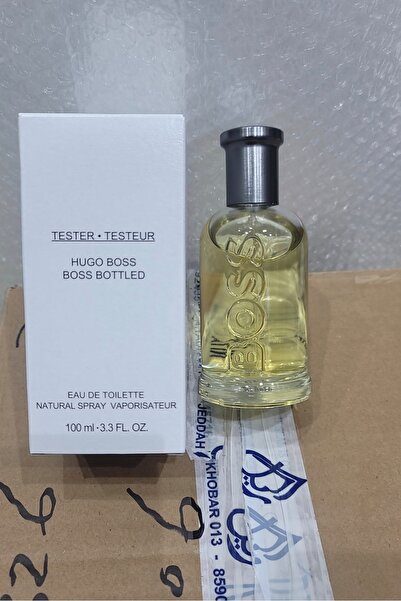 TESTER • TESTEUR
HUGO BOSS
BOSS BOTTLED
EAU DE TOILETTE
NATURAL SPRAY VAPORISATEUR
100 ml -3.3 FL. OZ.
BOSS
JEDDAH
KHOBAR 013 - 8590